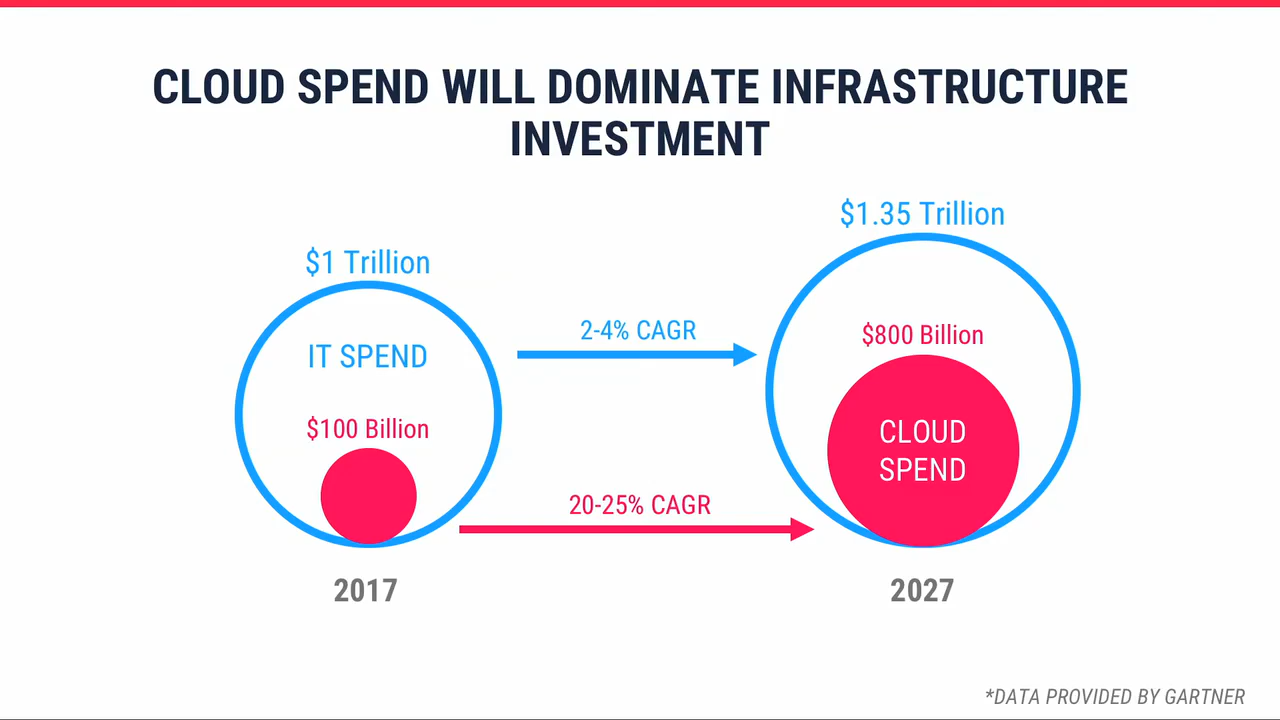 CLOUD SPEND WILL DOMINATE INFRASTRUCTURE
INVESTMENT
$1 Trillion
IT SPEND
$100 Billion
2017
2-4% CAGR
20-25% CAGR
$1.35 Trillion
$800 Billion
CLOUD
SPEND
2027
*DATA PROVIDED BY GARTNER